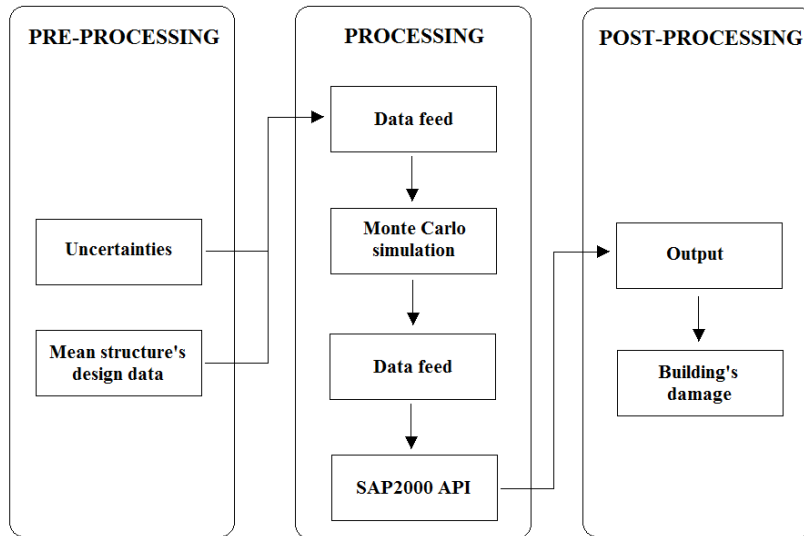 PRE-PROCESSING
Uncertainties
Mean structure's
design data
PROCESSING
Data feed
Monte Carlo
simulation
Data feed
SAP2000 API
POST-PROCESSING
Output
Building's
damage